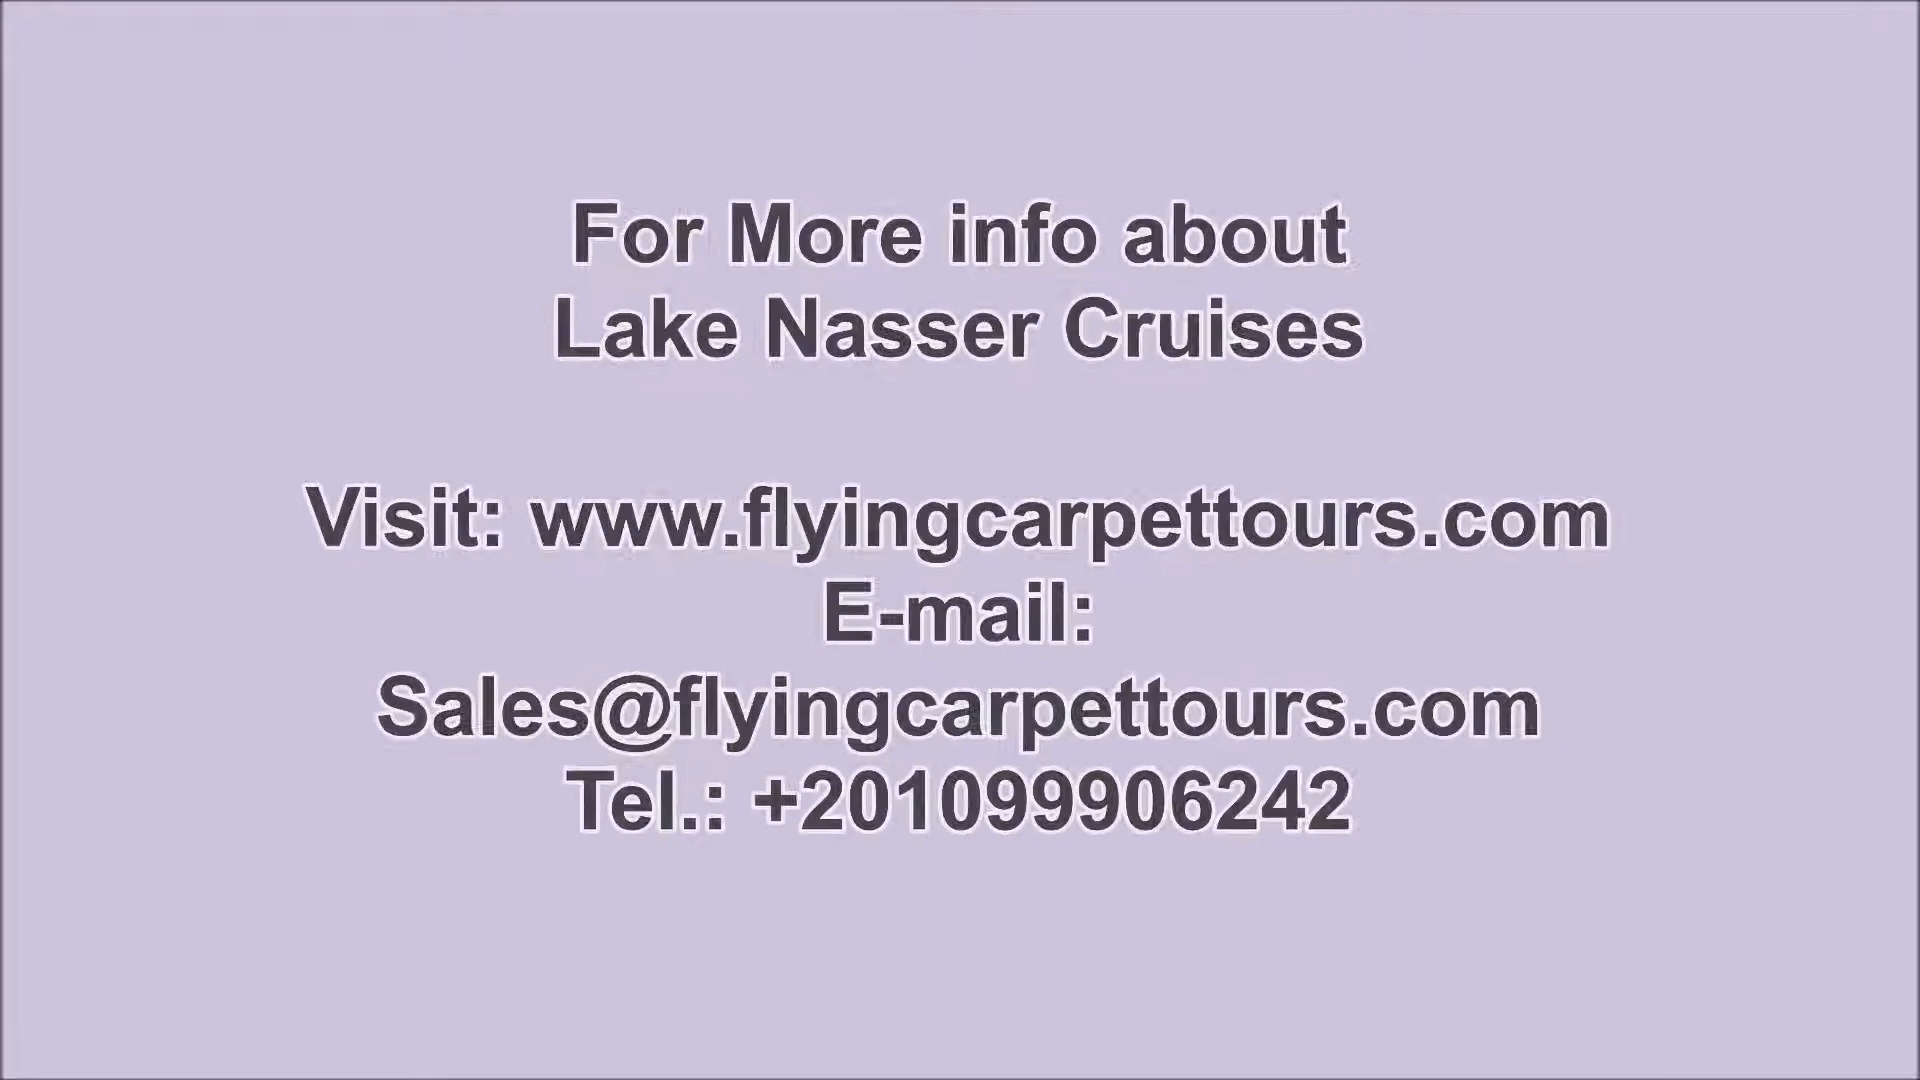 For More info about
Lake Nasser Cruises
Visit: www.flyingcarpettours.com
E-mail:
Sales@flyingcarpettours.com
Tel.: +201099906242